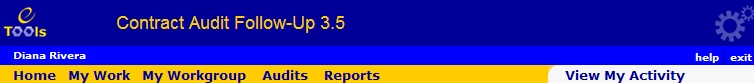 e
TOOls
Contract Audit Follow-Up 3.5
Diana Rivera
help exit
Home My Work My Workgroup Audits Reports View My Activity